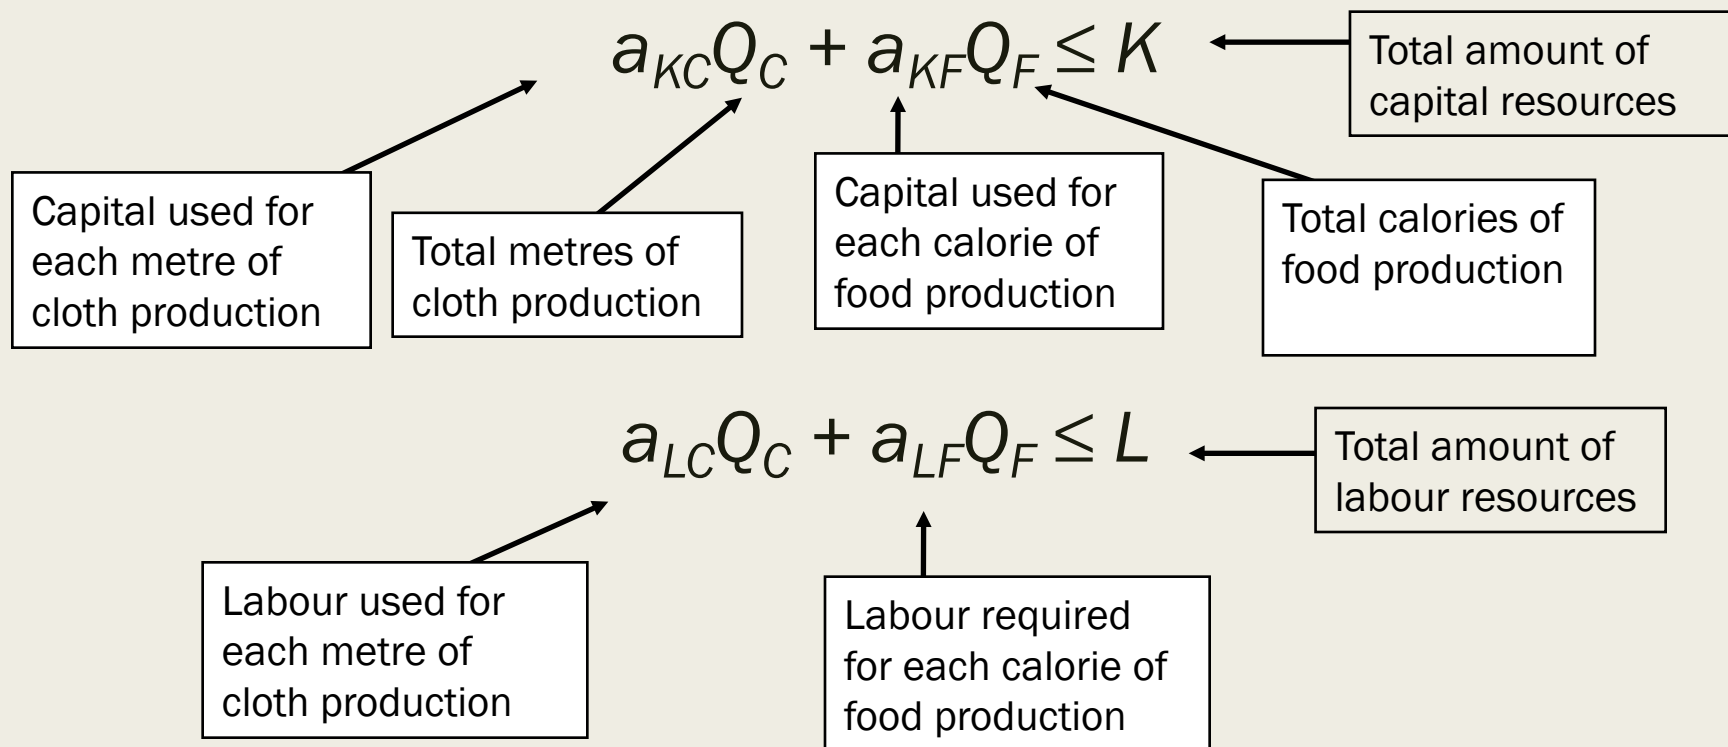 a_KC Q_C + a_KF Q_F ≤ K
Total amount of
capital resources
Capital used for
each metre of
cloth production
Total metres of
cloth production
Capital used for
each calorie of
food production
Total calories of
food production
a_LC Q_C + a_LF Q_F ≤ L
Total amount of
labour resources
Labour used for
each metre of
cloth production
Labour required
for each calorie of
food production